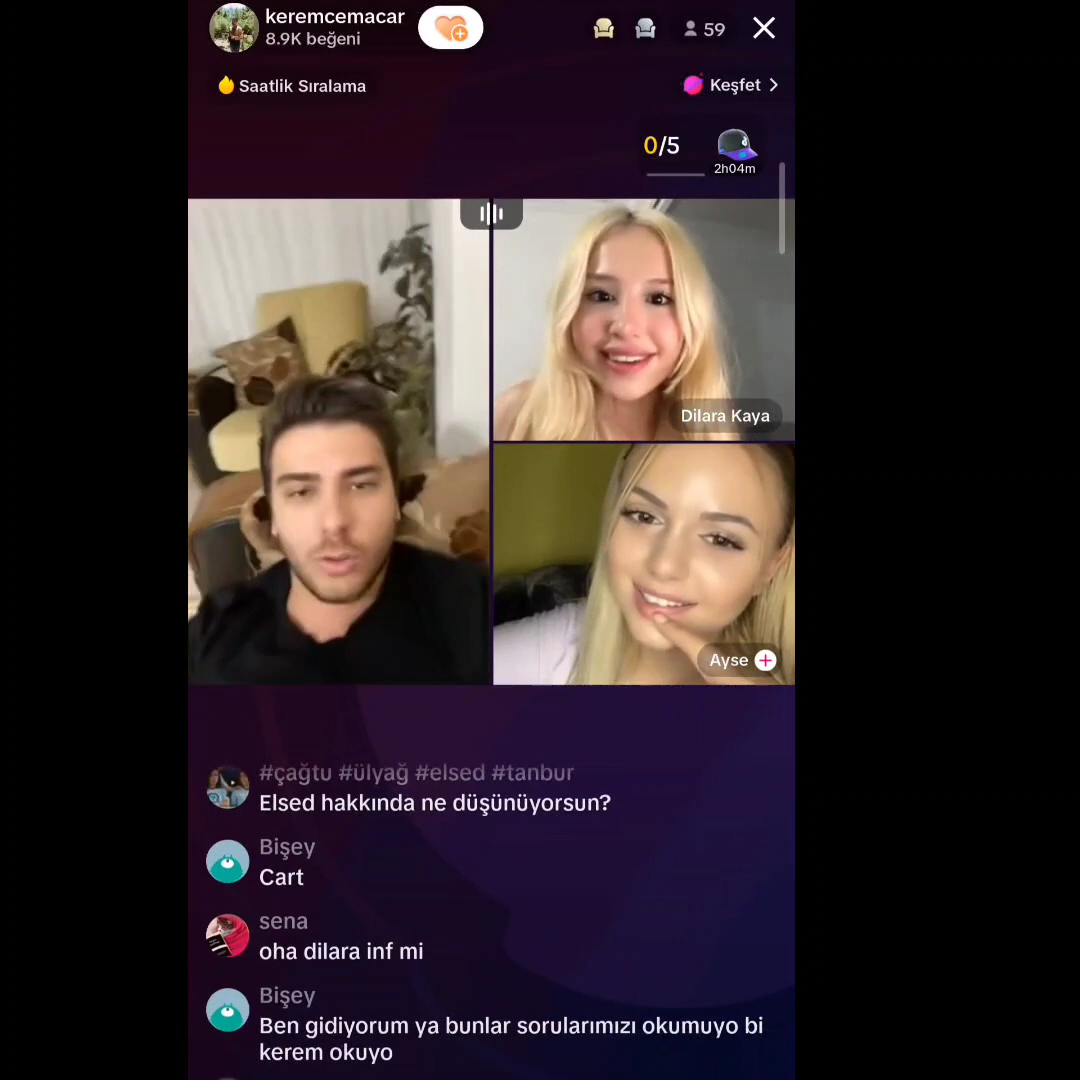 keremcemacar
8.9K beğeni
59
Saatlik Sıralama
Keşfet
0/5
2h04m
Dilara Kaya
Ayse
#çağtu #ülyağ #elsed #tanbur
Elsed hakkında ne düşünüyorsun?
Bişey
Cart
sena
oha dilara inf mi
Bişey
Ben gidiyorum ya bunlar sorularımızı okumuyo bi
kerem okuyo